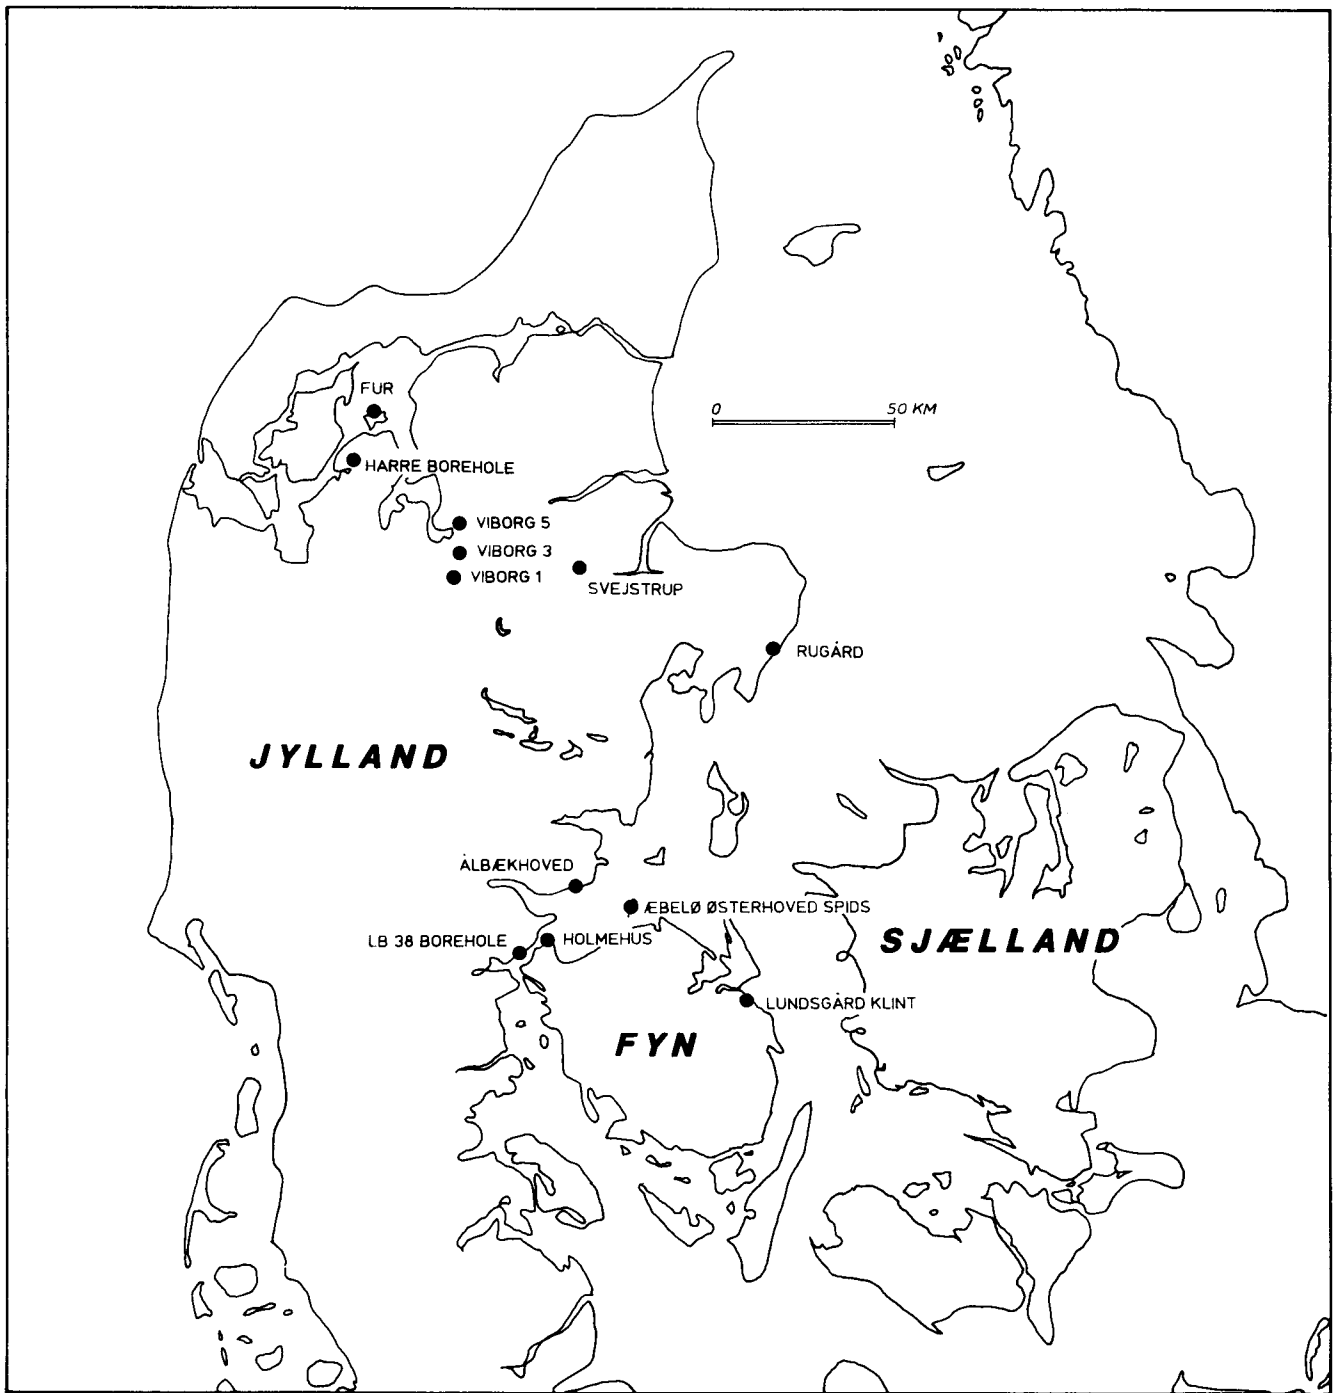 FUR
0 50 KM
HARRE BOREHOLE
VIBORG 5
VIBORG 3
VIBORG 1
SVEJSTRUP
RUGÅRD
JYLLAND
ÅLBÆKHOVED
ÆBELØ ØSTERHOVED SPIDS
LB 38 BOREHOLE
HOLMEHUS
SJÆLLAND
LUNDSGÅRD KLINT
FYN